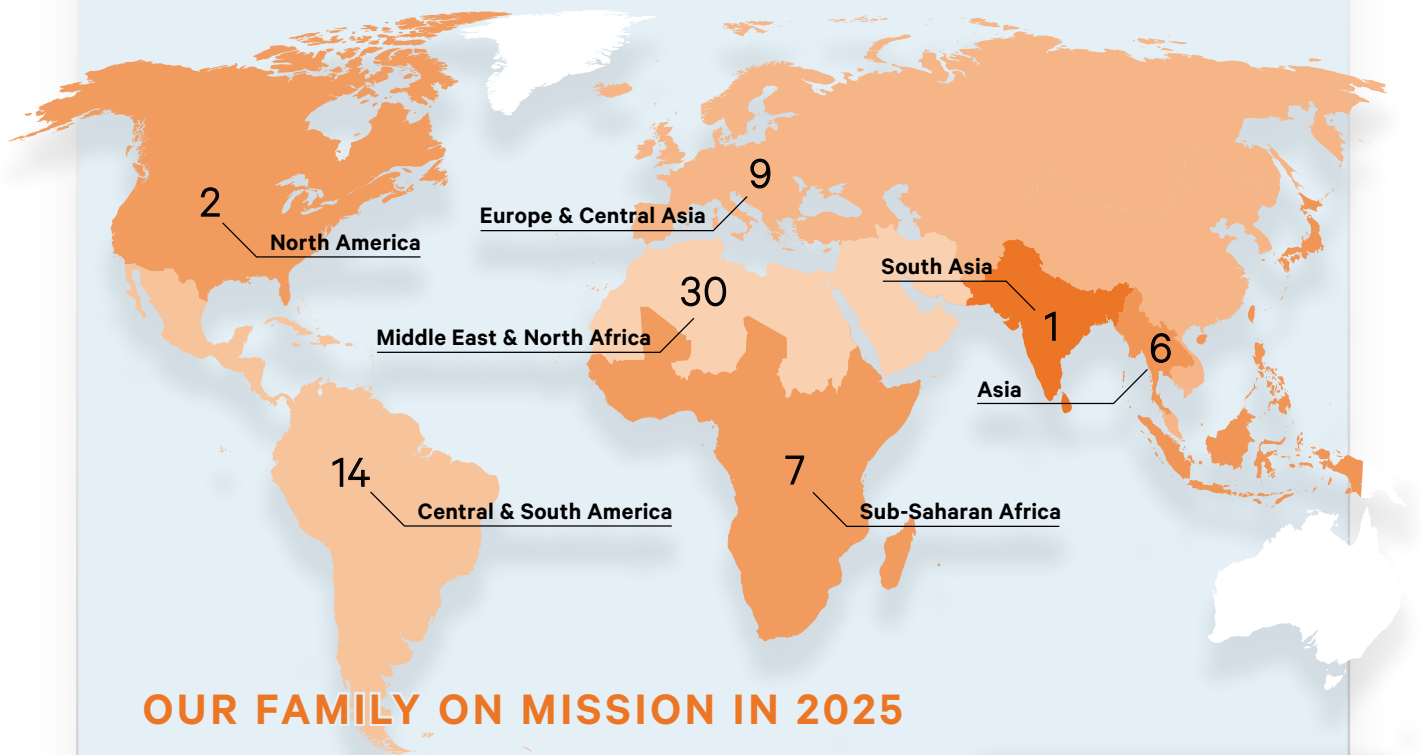 9
2
Europe & Central Asia
North America
South Asia
30
1
Middle East & North Africa
6
Asia
14
7
Central & South America
Sub-Saharan Africa
OUR FAMILY ON MISSION IN 2025